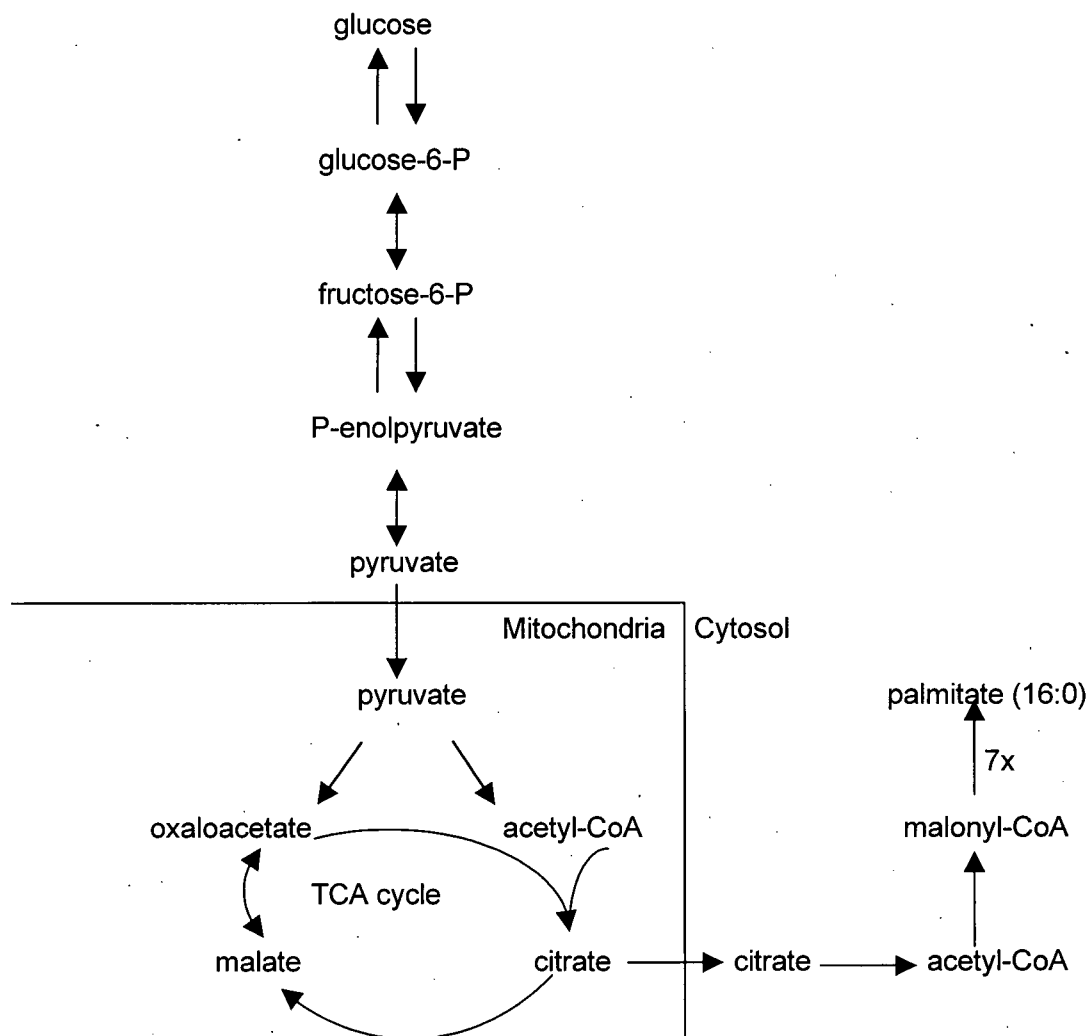 glucose
glucose-6-P
fructose-6-P
P-enolpyruvate
pyruvate
Mitochondria Cytosol
pyruvate
palmitate (16:0)
7x
oxaloacetate
acetyl-CoA
malonyl-CoA
TCA cycle
malate
citrate
citrate
acetyl-CoA